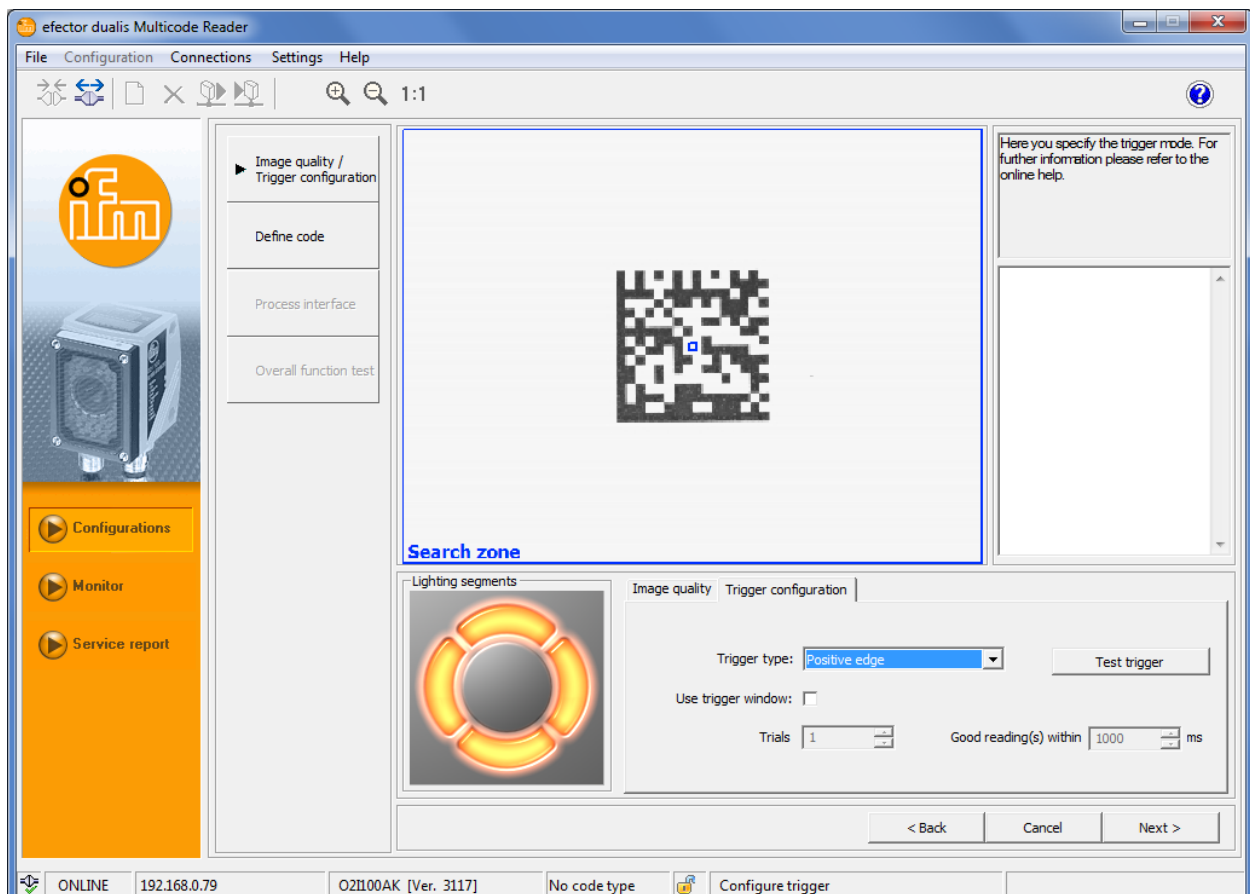 efector dualis Multicode Reader
File Configuration Connections Settings Help
1:1
ifm
Configurations
Monitor
Service report
Image quality /
Trigger configuration
Define code
Process interface
Overall function test
Search zone
Here you specify the trigger mode. For
further information please refer to the
online help.
Lighting segments
Image quality Trigger configuration
Trigger type: Positive edge Test trigger
Use trigger window:
Trials 1 Good reading(s) within 1000 ms
< Back Cancel Next >
ONLINE 192.168.0.79 O2I100AK [Ver. 3117] No code type Configure trigger